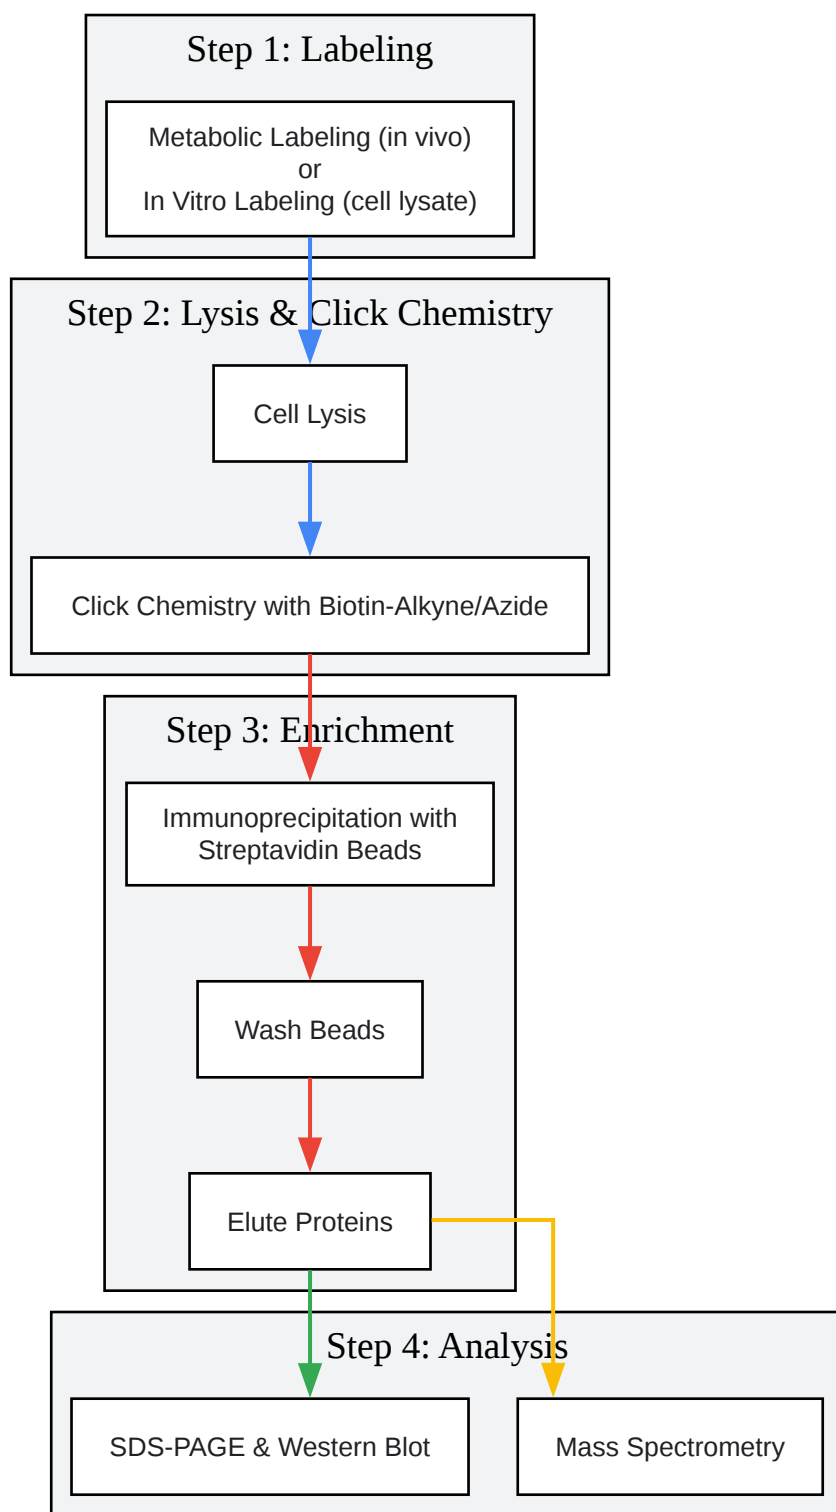 Step 1: Labeling
Metabolic Labeling (in vivo)
or
In Vitro Labeling (cell lysate)
Step 2: Lysis & Click Chemistry
Cell Lysis
Click Chemistry with Biotin-Alkyne/Azide
Step 3: Enrichment
Immunoprecipitation with
Streptavidin Beads
Wash Beads
Elute Proteins
Step 4: Analysis
SDS-PAGE & Western Blot
Mass Spectrometry